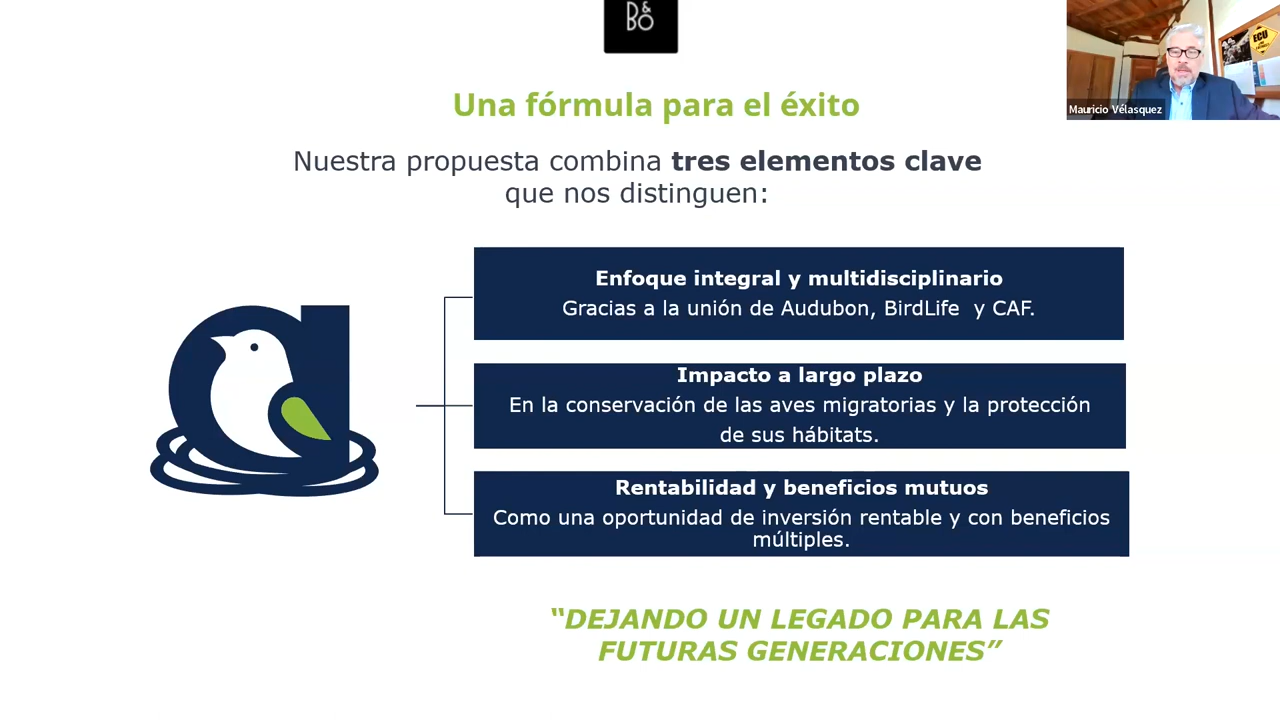 D&
BO
Una fórmula para el éxito
Nuestra propuesta combina tres elementos clave
que nos distinguen:
Enfoque integral y multidisciplinario
Gracias a la unión de Audubon, BirdLife y CAF.
Impacto a largo plazo
En la conservación de las aves migratorias y la protección
de sus hábitats.
Rentabilidad y beneficios mutuos
Como una oportunidad de inversión rentable y con beneficios
múltiples.
“DEJANDO UN LEGADO PARA LAS
FUTURAS GENERACIONES”
ECU
Mauricio Vélasquez